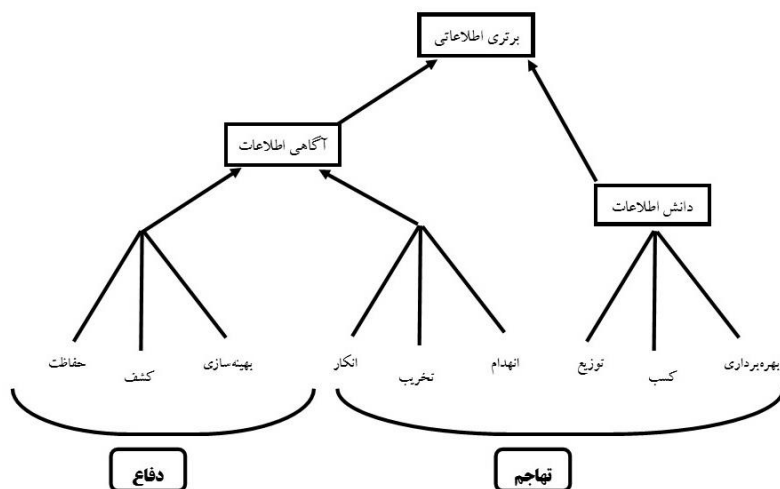 برتری اطلاعاتی
آگاهی اطلاعات
دانش اطلاعات
بهره‌برداری
کسب
توزیع
انهدام
تخریب
انکار
بهینه‌سازی
کشف
حفاظت
تهاجم
دفاع